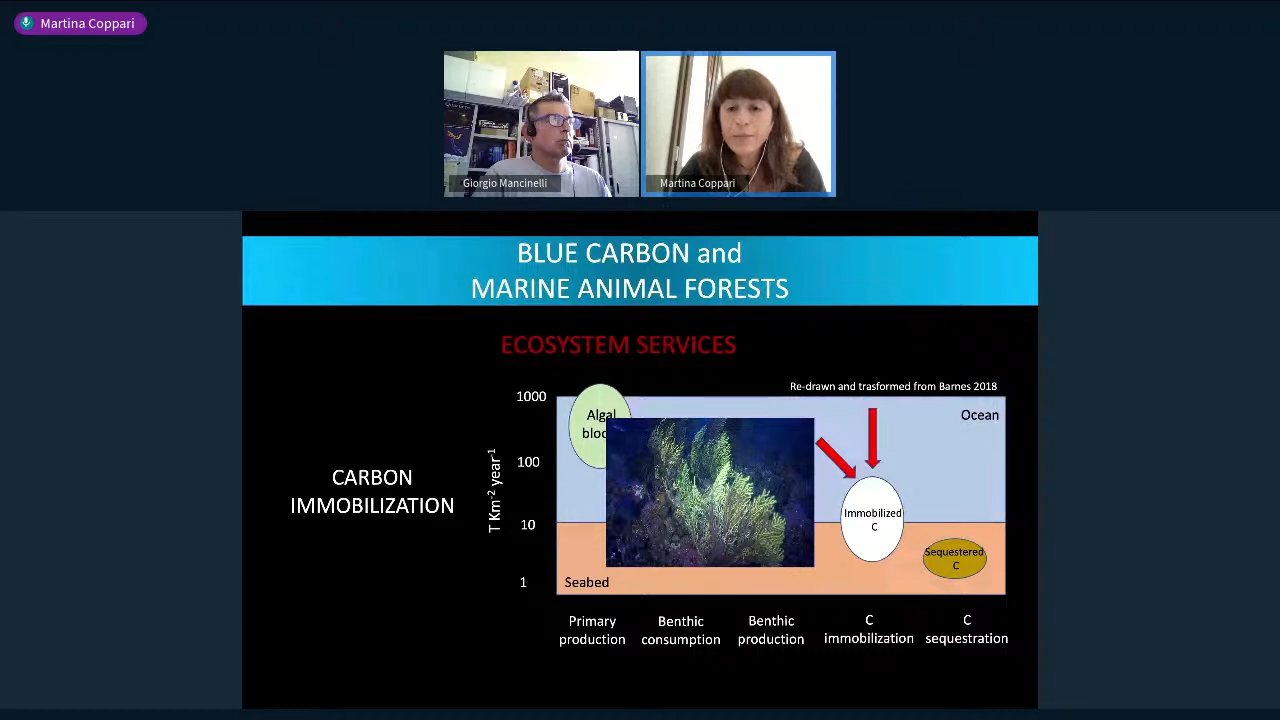 Martina Coppari
Giorgio Mancinelli
Martina Coppari
BLUE CARBON and
MARINE ANIMAL FORESTS
ECOSYSTEM SERVICES
Re-drawn and trasformed from Barnes 2018
CARBON
IMMOBILIZATION
T Km-2 year-1
1000
100
10
1
Algal
bloo
Ocean
Immobilized
C
Sequestered
C
Seabed
Primary
production
Benthic
consumption
Benthic
production
C
immobilization
C
sequestration